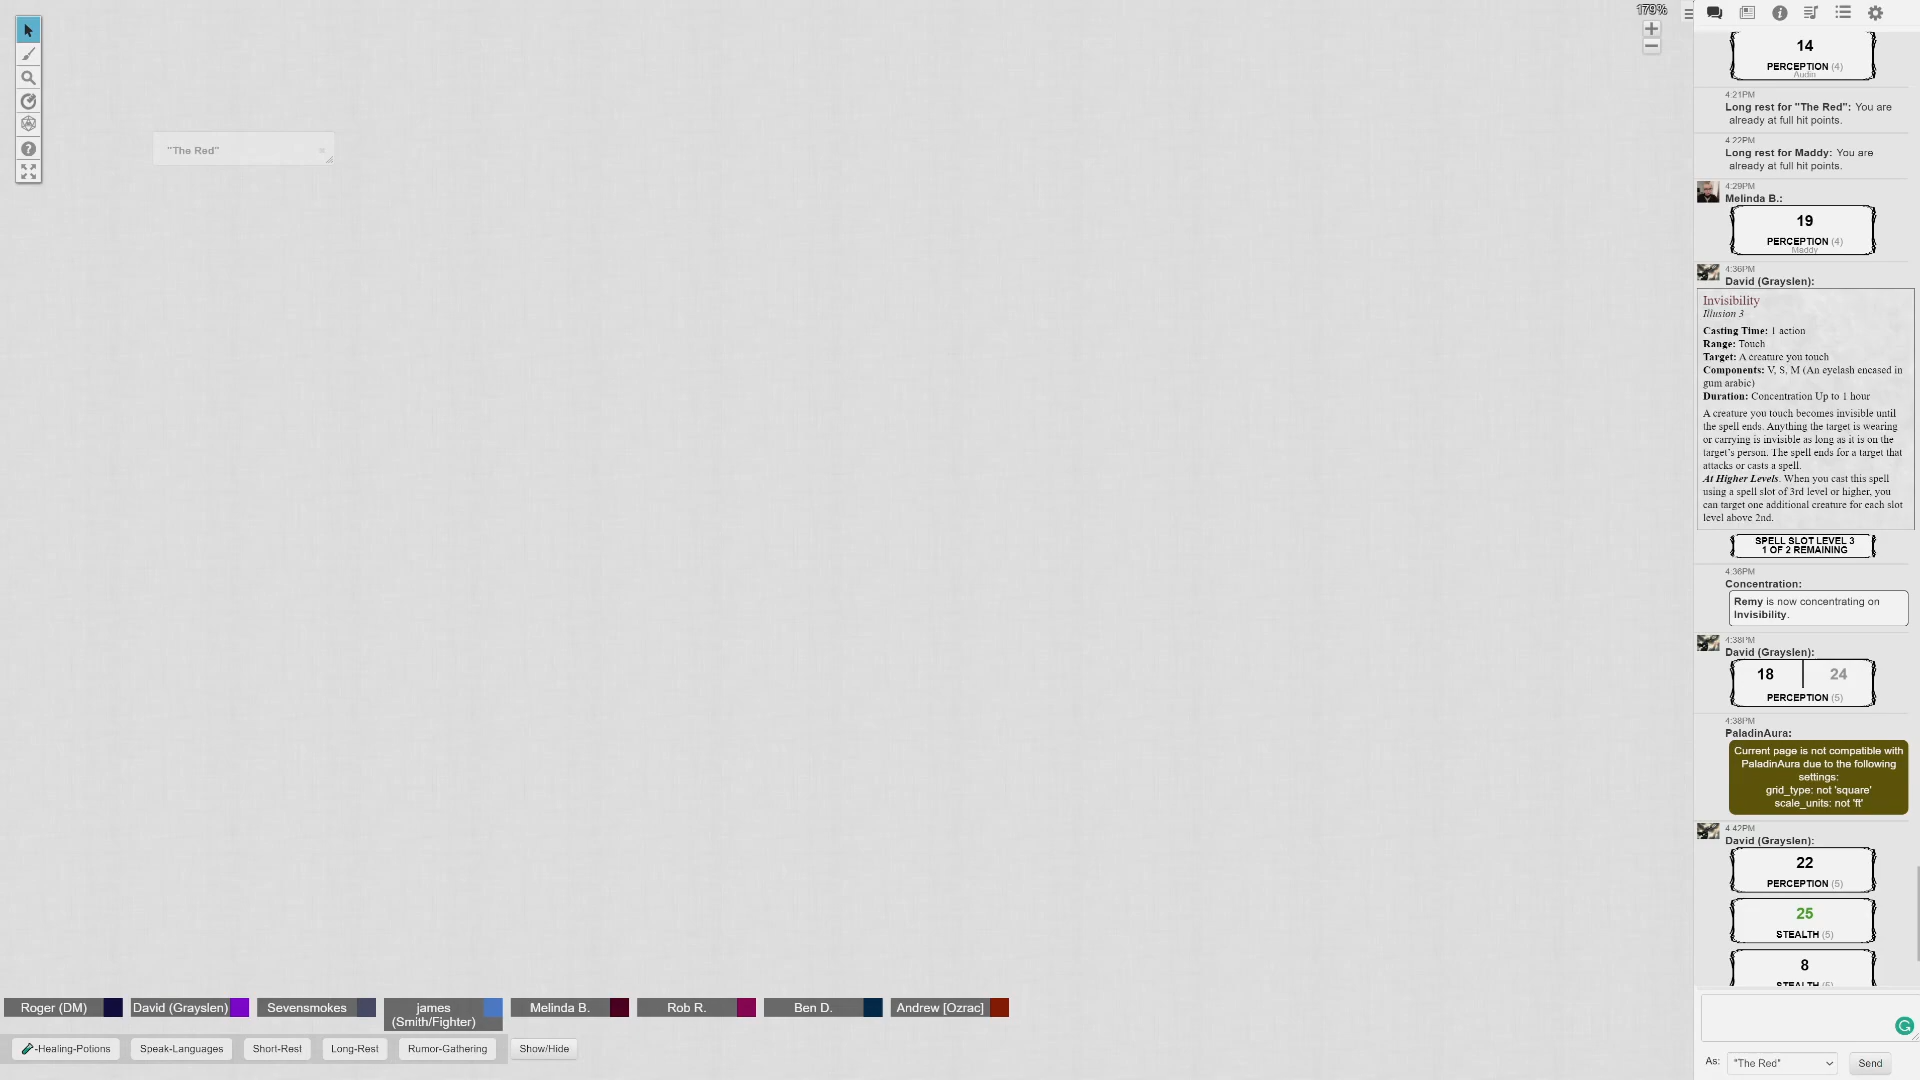 179%
"The Red"
14
PERCEPTION (4)
Audin
4:21PM
Long rest for "The Red": You are
already at full hit points.
4:22PM
Long rest for Maddy: You are
already at full hit points.
4:29PM
Melinda B.:
19
PERCEPTION (4)
Maddy
4:36PM
David (Grayslen):
Invisibility
Illusion 3
Casting Time: 1 action
Range: Touch
Target: A creature you touch
Components: V, S, M (An eyelash encased in
gum arabic)
Duration: Concentration Up to 1 hour
A creature you touch becomes invisible until
the spell ends. Anything the target is wearing
or carrying is invisible as long as it is on the
target's person. The spell ends for a target that
attacks or casts a spell.
At Higher Levels. When you cast this spell
using a spell slot of 3rd level or higher, you
can target one additional creature for each slot
level above 2nd.
SPELL SLOT LEVEL 3
1 OF 2 REMAINING
4:36PM
Concentration:
Remy is now concentrating on
Invisibility.
4:38PM
David (Grayslen):
18 24
PERCEPTION (5)
4:38PM
PaladinAura:
Current page is not compatible with
PaladinAura due to the following
settings:
grid_type: not 'square'
scale_units: not 'ft'
4:42PM
David (Grayslen):
22
PERCEPTION (5)
25
STEALTH (5)
8
STEALTH (5)
Roger (DM)
David (Grayslen)
Sevensmokes
james
(Smith/Fighter)
Melinda B.
Rob R.
Ben D.
Andrew [Ozrac]
-Healing-Potions
Speak-Languages
Short-Rest
Long-Rest
Rumor-Gathering
Show/Hide
As:
"The Red"
Send